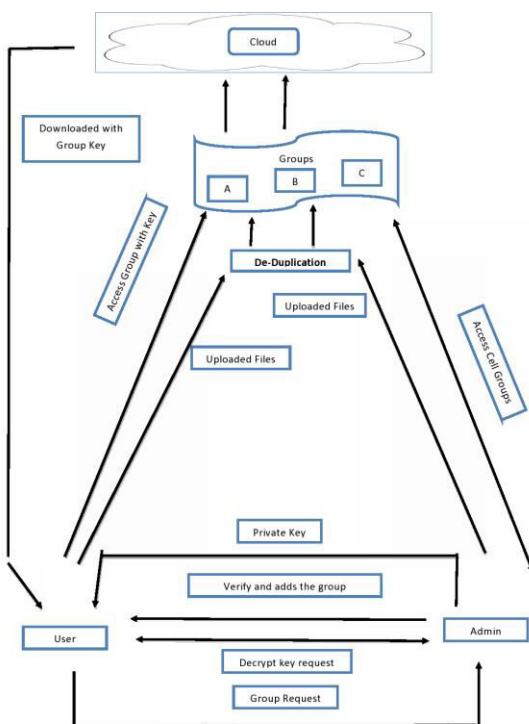 Cloud
Downloaded with
Group Key
Groups
A
B
C
Access Group with Key
De-Duplication
Uploaded Files
Uploaded Files
Access Cell Groups
Private Key
Verify and adds the group
User
Admin
Decrypt key request
Group Request